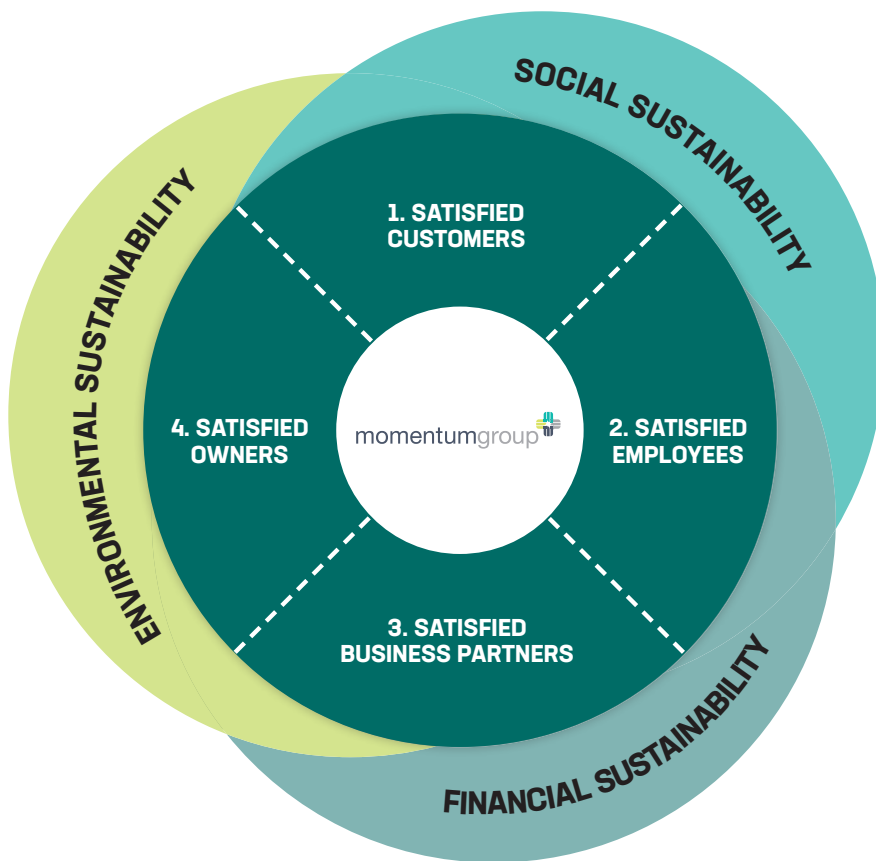 SOCIAL SUSTAINABILITY
ENVIRONMENTAL SUSTAINABILITY
1. SATISFIED
CUSTOMERS
4. SATISFIED
OWNERS
momentumgroup
2. SATISFIED
EMPLOYEES
3. SATISFIED
BUSINESS PARTNERS
FINANCIAL SUSTAINABILITY